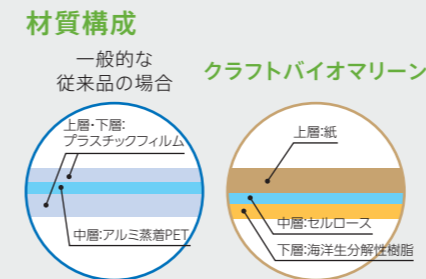 材質構成
一般的な
従来品の場合
クラフトバイオマリーン
上層・下層:
プラスチックフィルム
中層:アルミ蒸着PET
上層:紙
中層:セルロース
下層:海洋生分解性樹脂